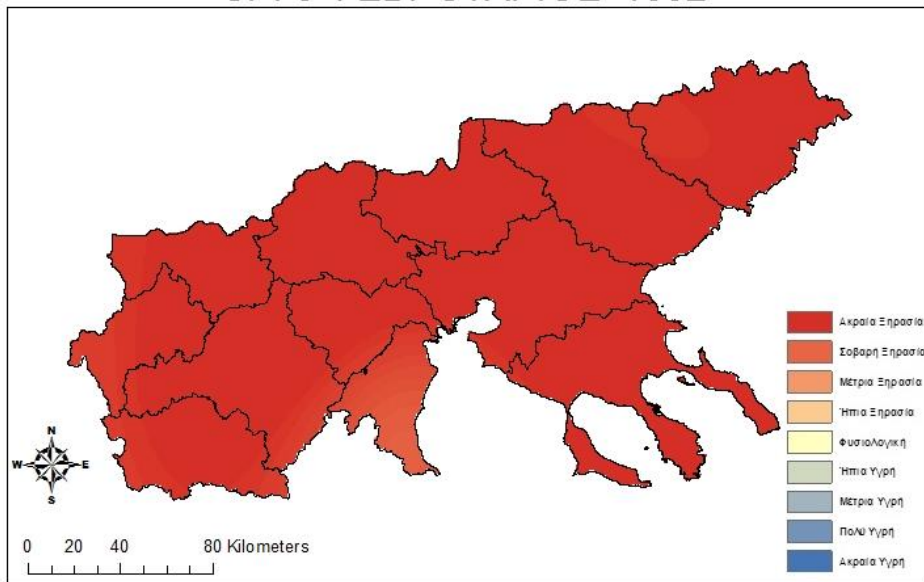 Ακραία Ξηρασία
Σοβαρή Ξηρασία
Μέτρια Ξηρασία
Ήπια Ξηρασία
Φυσιολογική
Ήπια Υγρή
Μέτρια Υγρή
Πολύ Υγρή
Ακραία Υγρή
N
W E
S
0 20 40 80 Kilometers